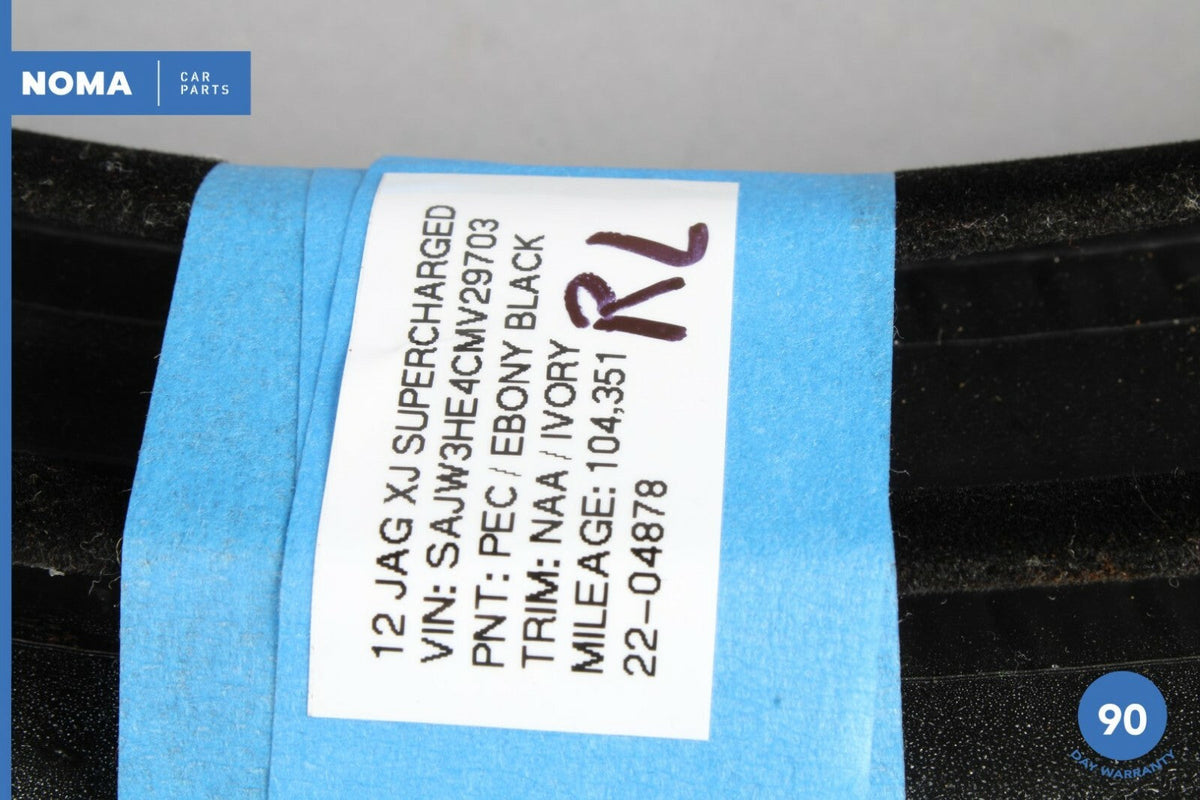 NOMA
CAR
PARTS
12 JAG XJ SUPERCHARGED
VIN: SAJW3HE4CMV29703
PNT: PEC / EBONY BLACK
TRIM: NAA / IVORY
MILEAGE: 104,351
22-04878
RL
90
DAY WARRANTY